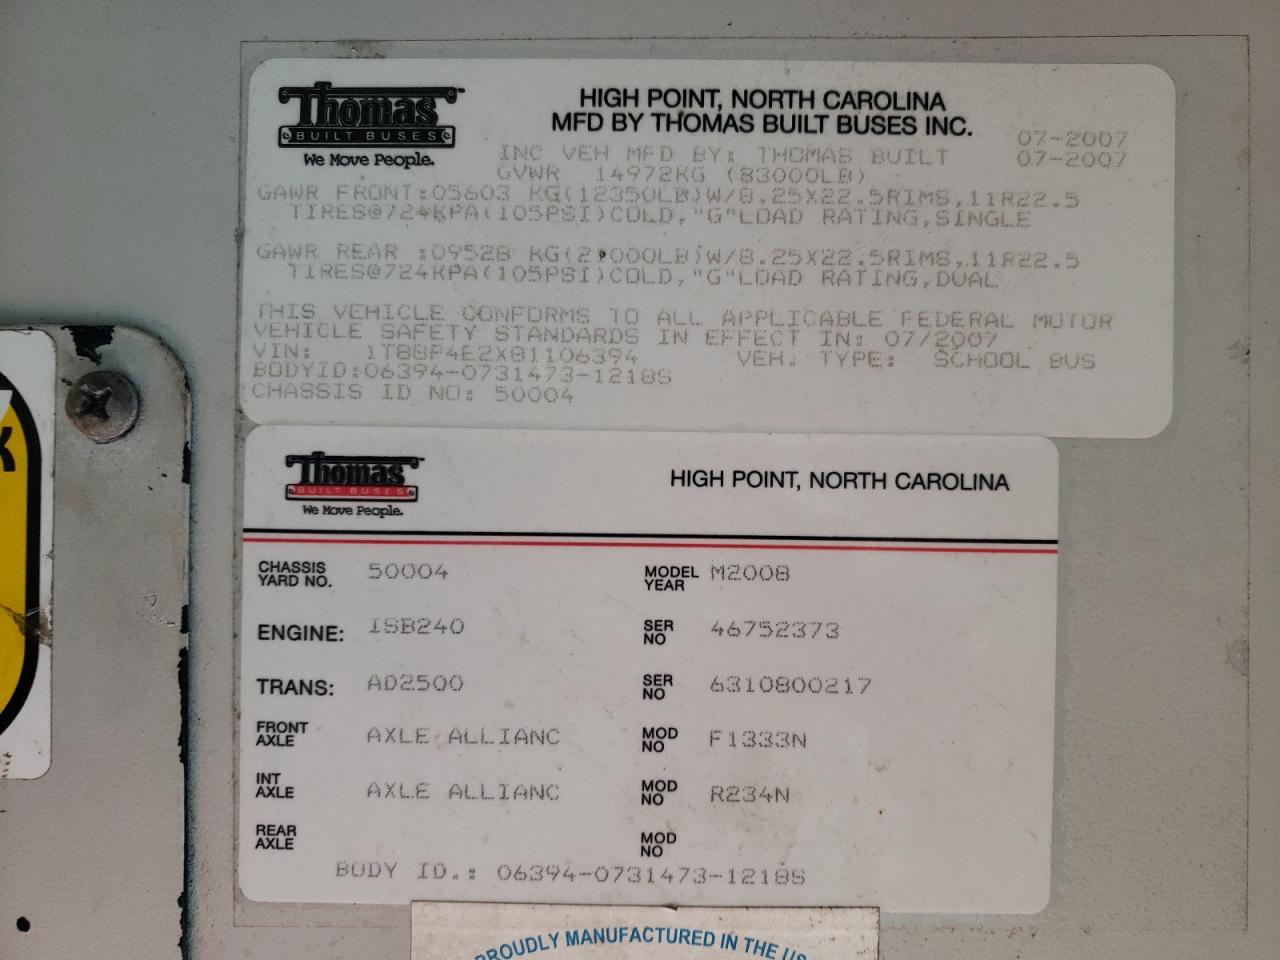 Thomas
BUILT BUSES
We Move People.
HIGH POINT, NORTH CAROLINA
MFD BY THOMAS BUILT BUSES INC.
07-2007
INC VEH MFD BY: THOMAS BUILT 07-2007
GVWR 14972KG (33000LB)
GAWR FRONT:05603 KG(12350LB)W/8.25X22.5RIMS,11R22.5
TIRES@724KPA(105PSI)COLD,"G"LOAD RATING,SINGLE
GAWR REAR :09528 KG(21000LB)W/8.25X22.5RIMS,11R22.5
TIRES@724KPA(105PSI)COLD,"G"LOAD RATING,DUAL
THIS VEHICLE CONFORMS TO ALL APPLICABLE FEDERAL MOTOR
VEHICLE SAFETY STANDARDS IN EFFECT IN: 07/2007
VIN: 1T88P4E2X81106394 VEH. TYPE: SCHOOL BUS
BODYID:06394-0731473-1218S
CHASSIS ID NO: 50004
Thomas
BUILT BUSES
We Move People.
HIGH POINT, NORTH CAROLINA
CHASSIS YARD NO. 50004 MODEL YEAR M2008
ENGINE: ISB240 SER NO 46752373
TRANS: AD2500 SER NO 6310800217
FRONT AXLE AXLE ALLIANC MOD NO F1333N
INT AXLE AXLE ALLIANC MOD NO R234N
REAR AXLE MOD NO
BODY ID.: 06394-0731473-1218S
PROUDLY MANUFACTURED IN THE US